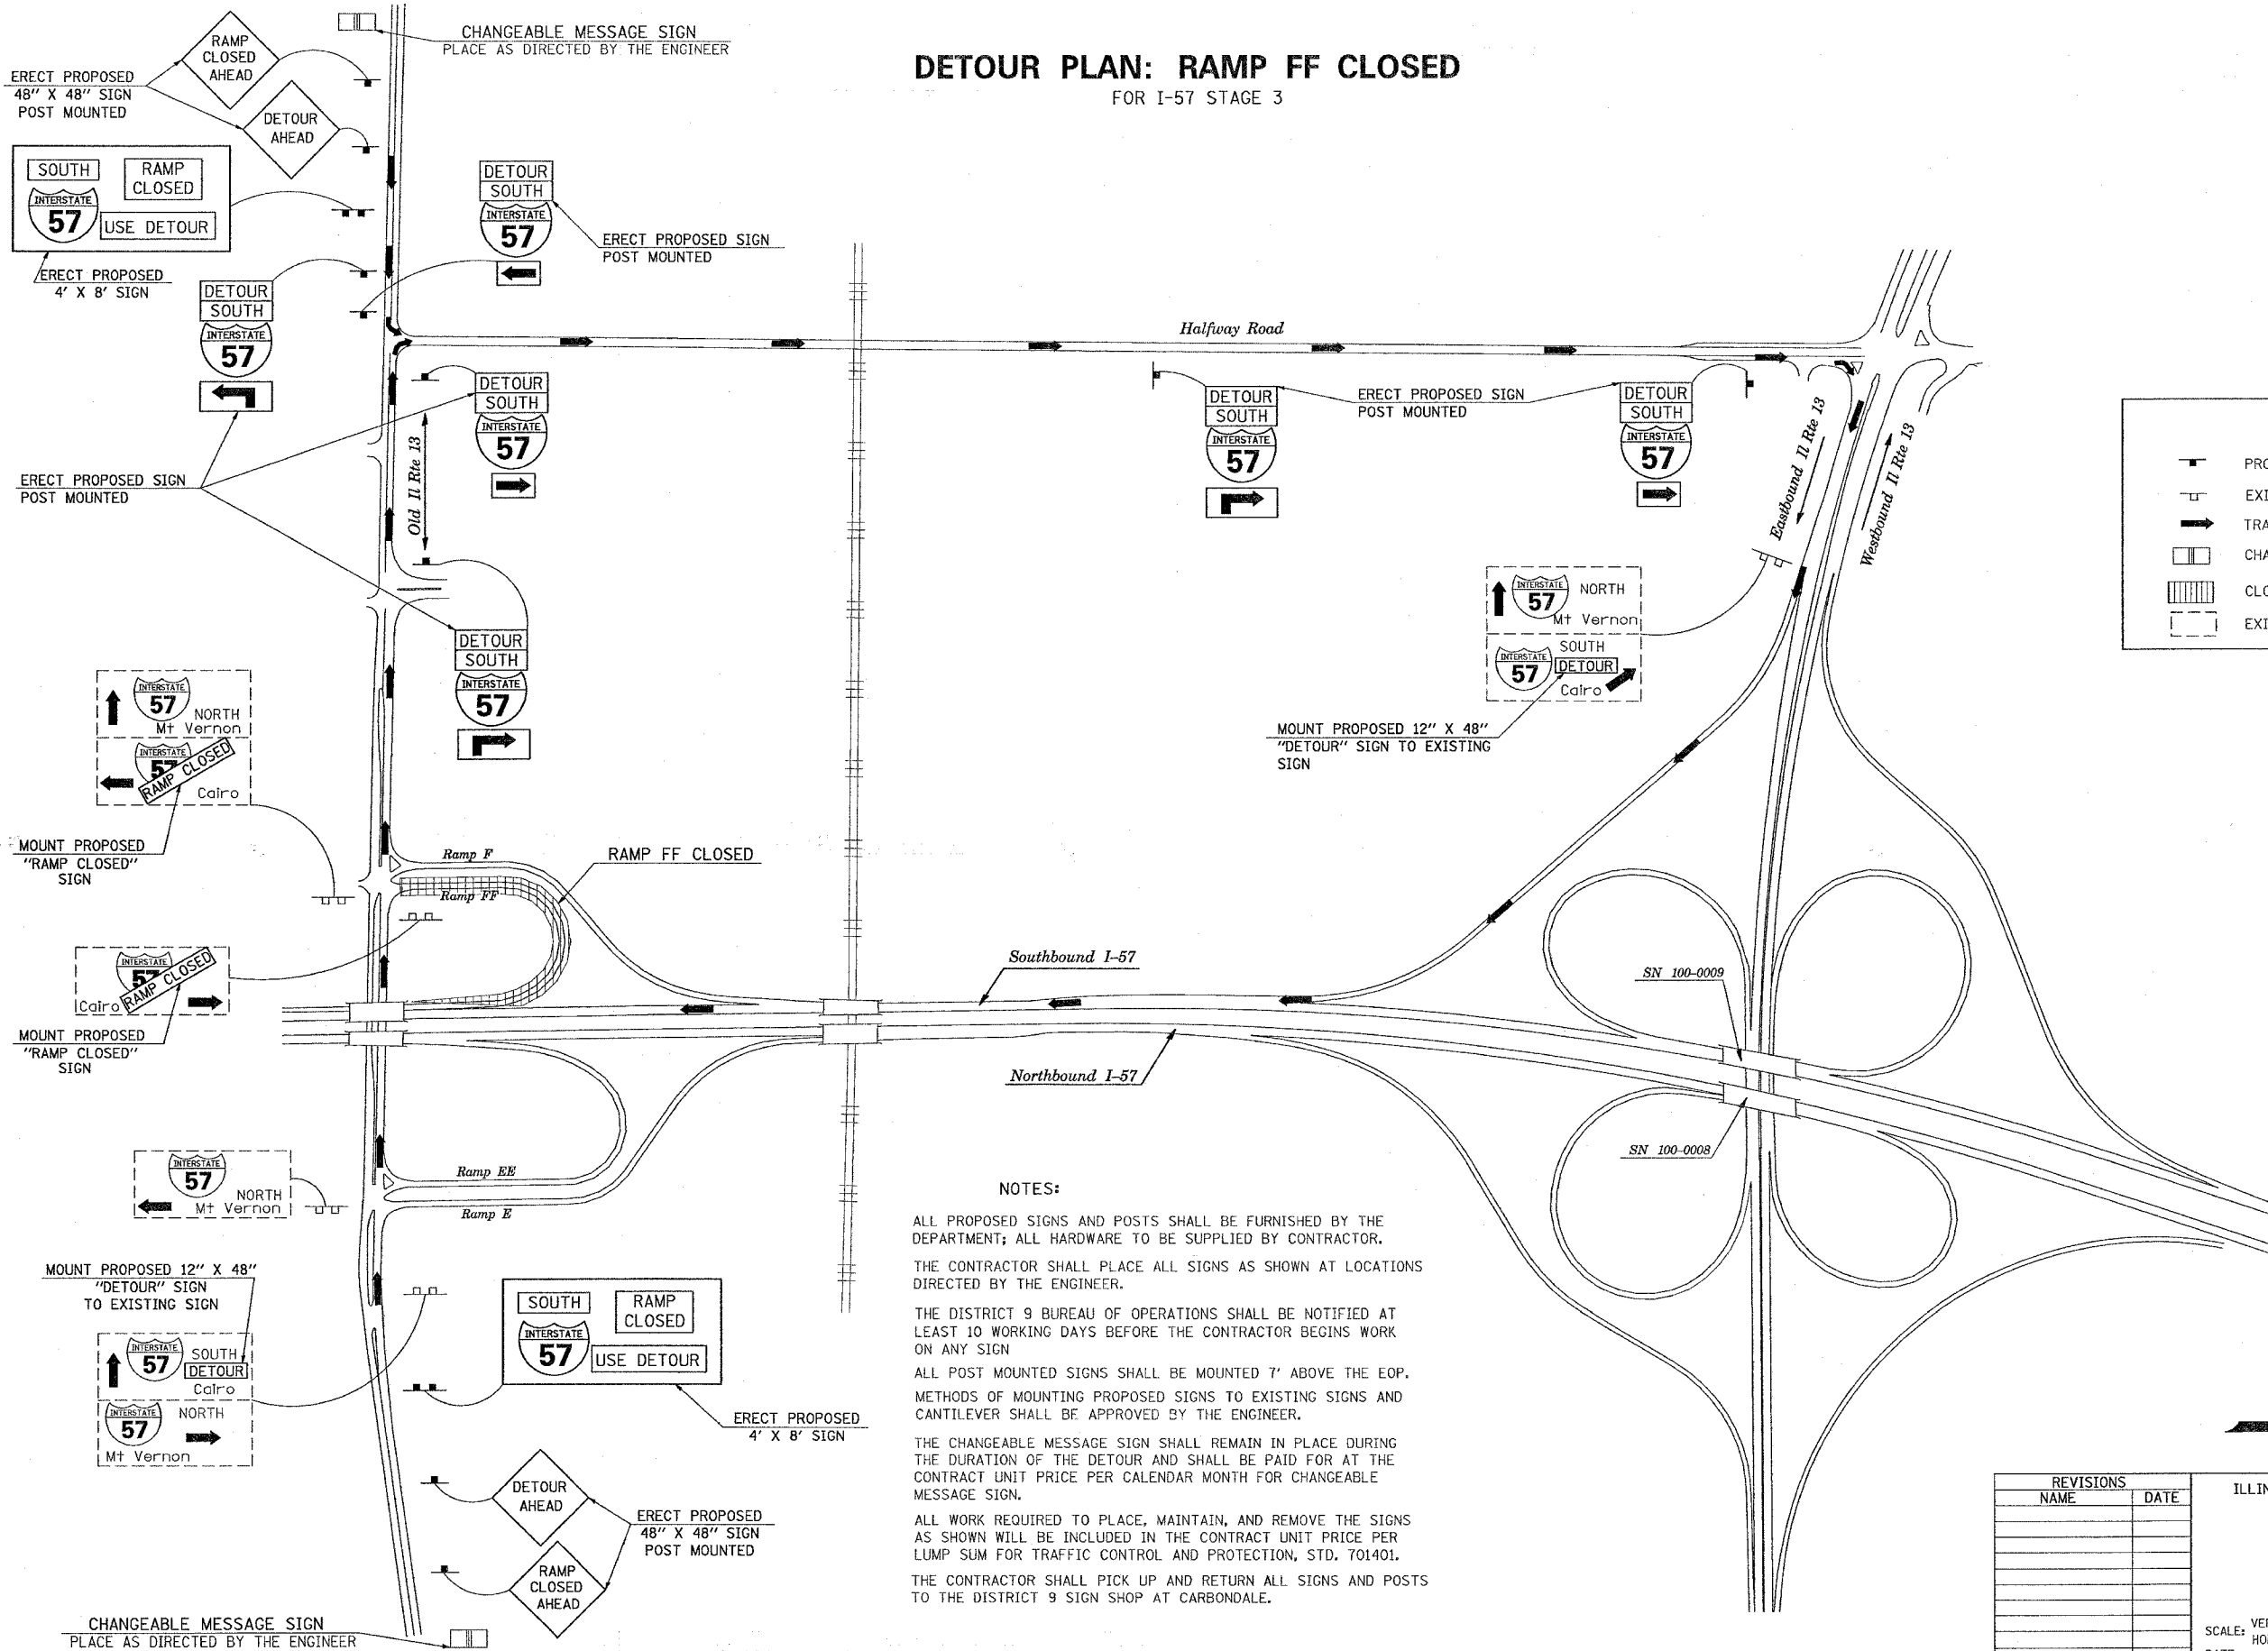 DETOUR PLAN: RAMP FF CLOSED
FOR I-57 STAGE 3
CHANGEABLE MESSAGE SIGN
PLACE AS DIRECTED BY THE ENGINEER
RAMP
CLOSED
AHEAD
ERECT PROPOSED
48" X 48" SIGN
POST MOUNTED
DETOUR
AHEAD
SOUTH
RAMP
CLOSED
INTERSTATE
57
USE DETOUR
ERECT PROPOSED
4' X 8' SIGN
DETOUR
SOUTH
INTERSTATE
57
ERECT PROPOSED SIGN
POST MOUNTED
DETOUR
SOUTH
INTERSTATE
57
Halfway Road
DETOUR
SOUTH
INTERSTATE
57
ERECT PROPOSED SIGN
POST MOUNTED
Old Il Rte 13
DETOUR
SOUTH
INTERSTATE
57
ERECT PROPOSED SIGN
POST MOUNTED
DETOUR
SOUTH
INTERSTATE
57
Eastbound Il Rte 13
Westbound Il Rte 13
PRO
EXI
TRA
CHA
CLO
EXI
DETOUR
SOUTH
INTERSTATE
57
INTERSTATE
57
NORTH
Mt Vernon
SOUTH
INTERSTATE
57
DETOUR
Cairo
MOUNT PROPOSED 12" X 48"
"DETOUR" SIGN TO EXISTING
SIGN
INTERSTATE
57
NORTH
Mt Vernon
INTERSTATE
57
RAMP CLOSED
Cairo
MOUNT PROPOSED
"RAMP CLOSED"
SIGN
Ramp F
RAMP FF CLOSED
Ramp FF
INTERSTATE
57
RAMP CLOSED
Cairo
MOUNT PROPOSED
"RAMP CLOSED"
SIGN
Southbound I-57
Northbound I-57
SN 100-0009
SN 100-0008
INTERSTATE
57
NORTH
Mt Vernon
Ramp EE
Ramp E
MOUNT PROPOSED 12" X 48"
"DETOUR" SIGN
TO EXISTING SIGN
INTERSTATE
57
SOUTH
DETOUR
Cairo
INTERSTATE
57
NORTH
Mt Vernon
SOUTH
RAMP
CLOSED
INTERSTATE
57
USE DETOUR
ERECT PROPOSED
4' X 8' SIGN
DETOUR
AHEAD
ERECT PROPOSED
48" X 48" SIGN
POST MOUNTED
RAMP
CLOSED
AHEAD
CHANGEABLE MESSAGE SIGN
PLACE AS DIRECTED BY THE ENGINEER
NOTES:
ALL PROPOSED SIGNS AND POSTS SHALL BE FURNISHED BY THE
DEPARTMENT; ALL HARDWARE TO BE SUPPLIED BY CONTRACTOR.
THE CONTRACTOR SHALL PLACE ALL SIGNS AS SHOWN AT LOCATIONS
DIRECTED BY THE ENGINEER.
THE DISTRICT 9 BUREAU OF OPERATIONS SHALL BE NOTIFIED AT
LEAST 10 WORKING DAYS BEFORE THE CONTRACTOR BEGINS WORK
ON ANY SIGN
ALL POST MOUNTED SIGNS SHALL BE MOUNTED 7' ABOVE THE EOP.
METHODS OF MOUNTING PROPOSED SIGNS TO EXISTING SIGNS AND
CANTILEVER SHALL BE APPROVED BY THE ENGINEER.
THE CHANGEABLE MESSAGE SIGN SHALL REMAIN IN PLACE DURING
THE DURATION OF THE DETOUR AND SHALL BE PAID FOR AT THE
CONTRACT UNIT PRICE PER CALENDAR MONTH FOR CHANGEABLE
MESSAGE SIGN.
ALL WORK REQUIRED TO PLACE, MAINTAIN, AND REMOVE THE SIGNS
AS SHOWN WILL BE INCLUDED IN THE CONTRACT UNIT PRICE PER
LUMP SUM FOR TRAFFIC CONTROL AND PROTECTION, STD. 701401.
THE CONTRACTOR SHALL PICK UP AND RETURN ALL SIGNS AND POSTS
TO THE DISTRICT 9 SIGN SHOP AT CARBONDALE.
REVISIONS
NAME
DATE
ILLIN
SCALE: VER
HO